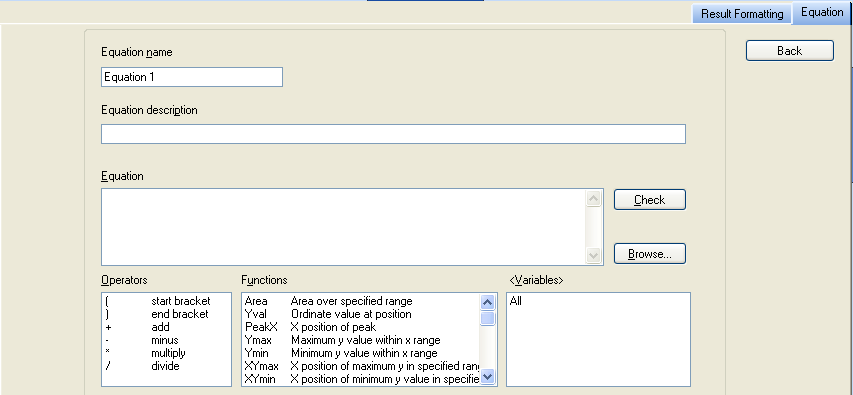 Result Formatting Equation
Back
Equation name
Equation 1
Equation description
Equation
Check
Browse...
Operators Functions <Variables>
( start bracket Area Area over specified range All
) end bracket Yval Ordinate value at position
+ add PeakX X position of peak
- minus Ymax Maximum y value within x range
* multiply Ymin Minimum y value within x range
/ divide XYmax X position of maximum y in specified rang
XYmin X position of minimum y value in specifie